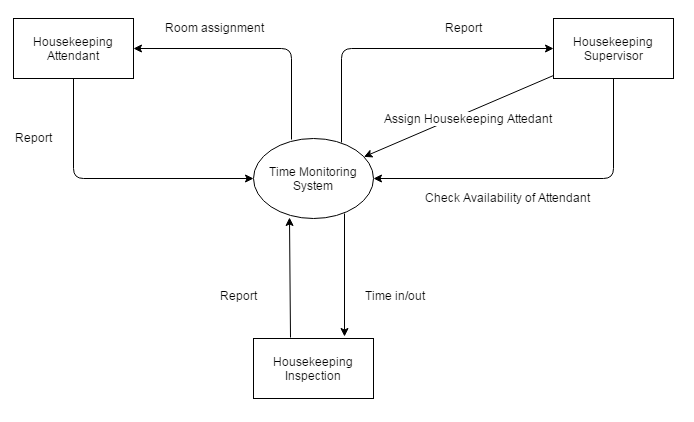 Room assignment
Report
Housekeeping
Attendant
Housekeeping
Supervisor
Assign Housekeeping Attedant
Report
Time Monitoring
System
Check Availability of Attendant
Report
Time in/out
Housekeeping
Inspection